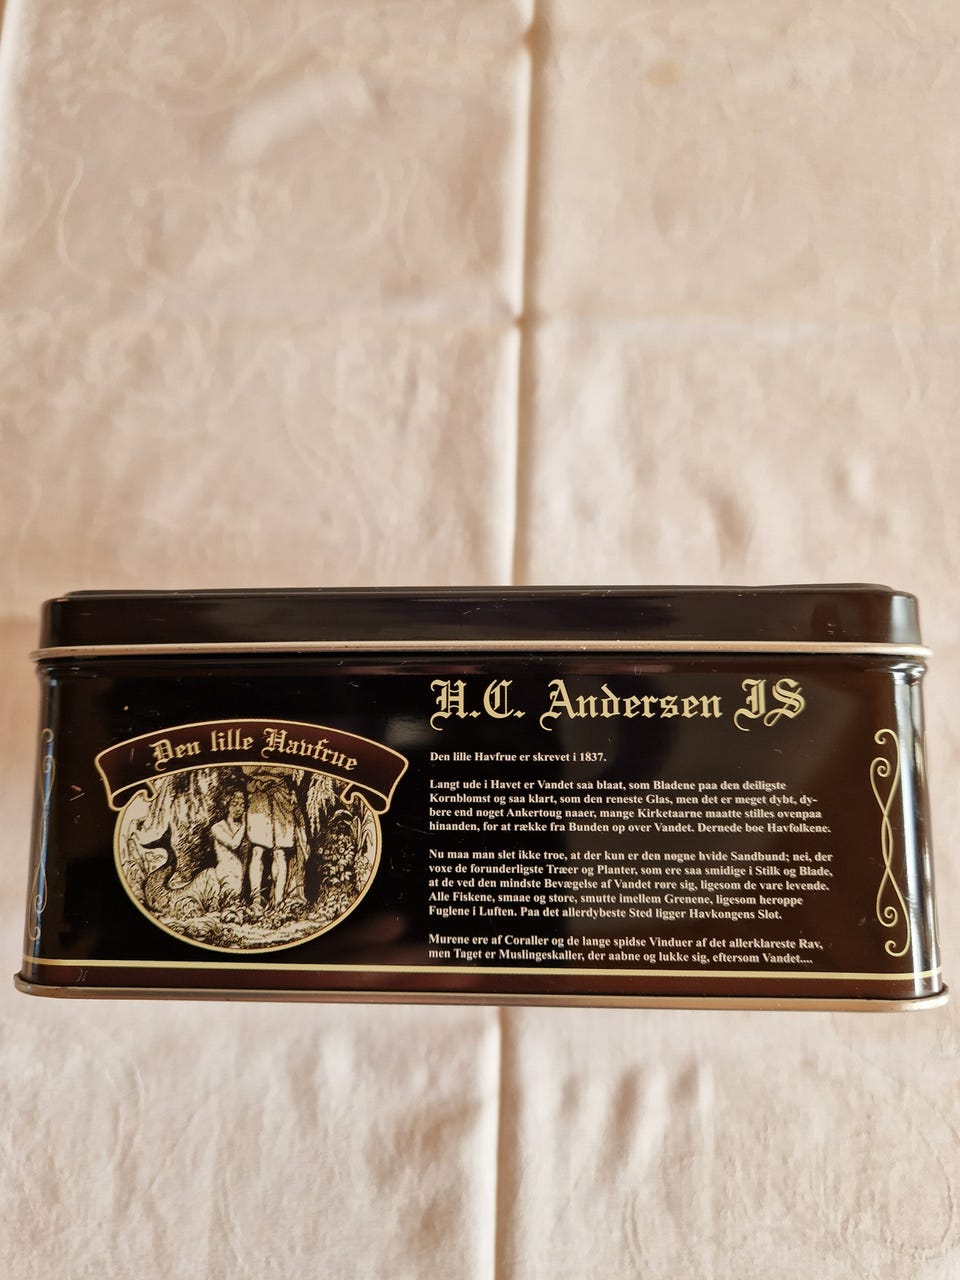 H.C. Andersen IS
Den lille Havfrue
Den lille Havfrue er skrevet i 1837.
Langt ude i Havet er Vandet saa blaat, som Bladene paa den deiligste
Kornblomst og saa klart, som den reneste Glas, men det er meget dybt, dy-
bere end noget Ankertoug naaer, mange Kirketaarne maatte stilles ovenpaa
hinanden, for at række fra Bunden op over Vandet. Dernede boe Havfolkene.
Nu maa man slet ikke troe, at der kun er den nøgne hvide Sandbund; nei, der
voxe de forunderligste Træer og Planter, som ere saa smidige i Stilk og Blade,
at de ved den mindste Bevægelse af Vandet røre sig, ligesom de vare levende.
Alle Fiskene, smaae og store, smutte imellem Grenene, ligesom heroppe
Fuglene i Luften. Paa det allerdybeste Sted ligger Havkongens Slot.
Murene ere af Coraller og de lange spidse Vinduer af det allerklareste Rav,
men Taget er Muslingeskaller, der aabne og lukke sig, eftersom Vandet....